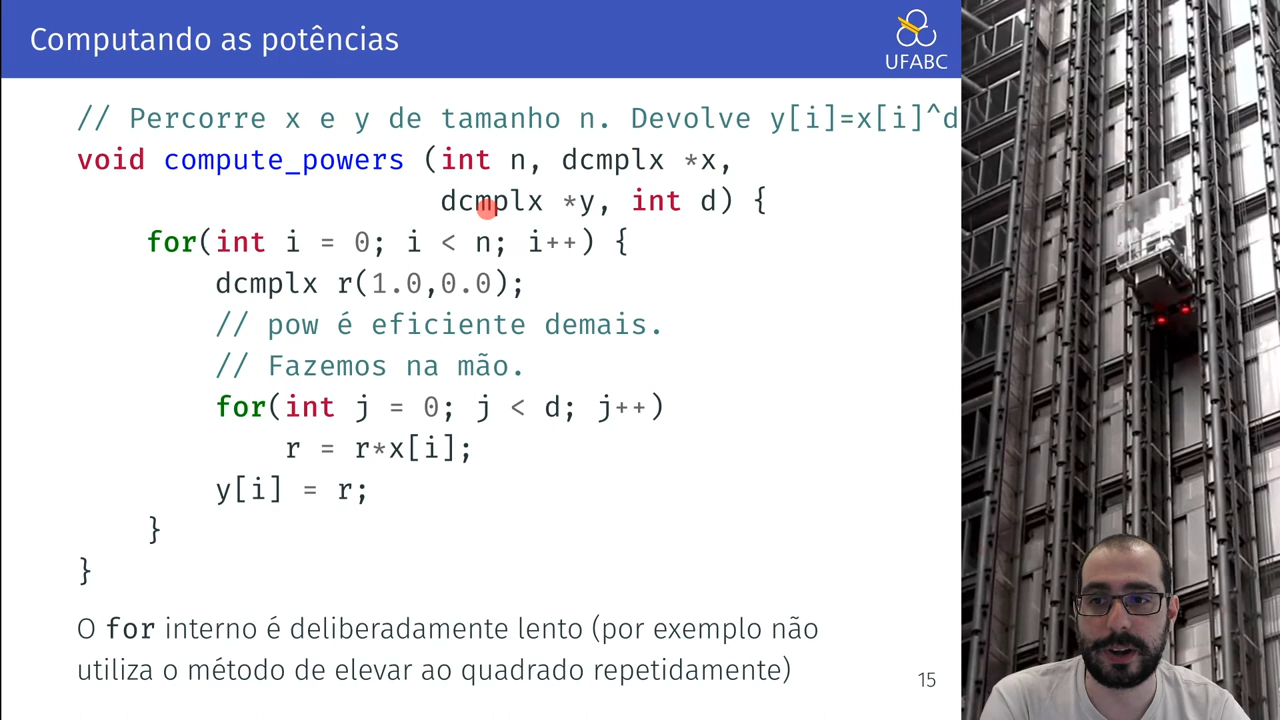 Computando as potências
UFABC
// Percorre x e y de tamanho n. Devolve y[i]=x[i]^d
void compute_powers (int n, dcmplx *x,
dcmplx *y, int d) {
for(int i = 0; i < n; i++) {
dcmplx r(1.0,0.0);
// pow é eficiente demais.
// Fazemos na mão.
for(int j = 0; j < d; j++)
r = r*x[i];
y[i] = r;
}
}
O for interno é deliberadamente lento (por exemplo não
utiliza o método de elevar ao quadrado repetidamente)
15